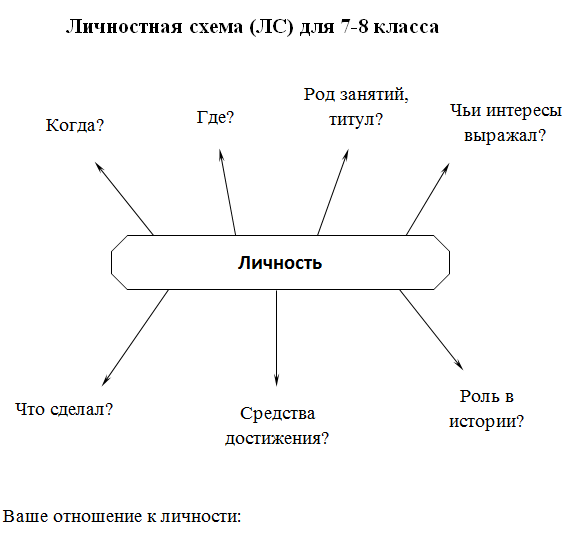 Личностная схема (ЛС) для 7-8 класса
Когда?
Где?
Род занятий,
титул?
Чьи интересы
выражал?
Личность
Что сделал?
Средства
достижения?
Роль в
истории?
Ваше отношение к личности: